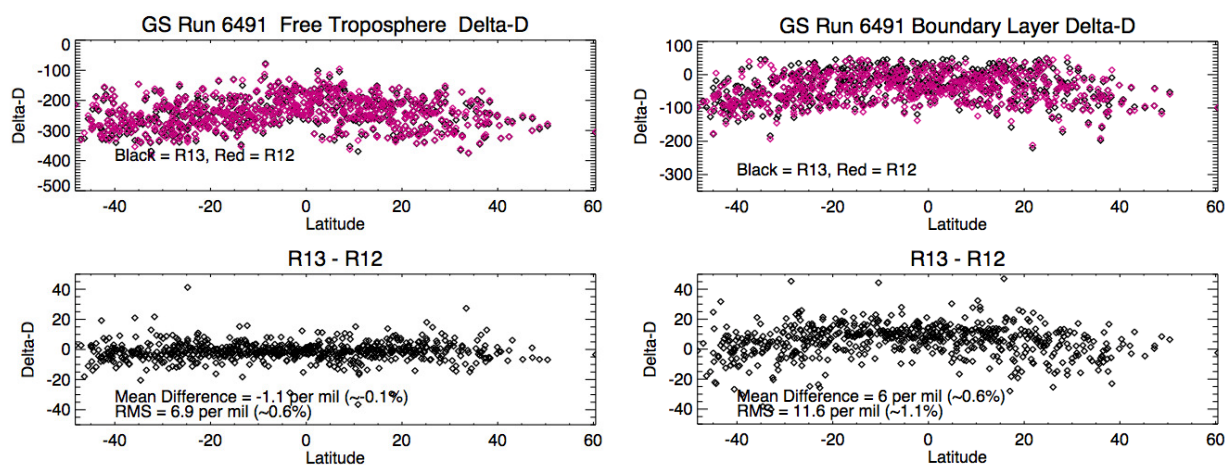 GS Run 6491 Free Troposphere Delta-D
0
-100
-200
-300
-400
-500
Delta-D
Black = R13, Red = R12
-40 -20 0 20 40 60
Latitude
GS Run 6491 Boundary Layer Delta-D
100
0
-100
-200
-300
Delta-D
Black = R13, Red = R12
-40 -20 0 20 40 60
Latitude
R13 - R12
40
20
0
-20
-40
Delta-D
Mean Difference = -1.1 per mil (~-0.1%)
RMS = 6.9 per mil (~0.6%)
-40 -20 0 20 40 60
Latitude
R13 - R12
40
20
0
-20
-40
Delta-D
Mean Difference = 6 per mil (~0.6%)
RMS = 11.6 per mil (~1.1%)
-40 -20 0 20 40 60
Latitude